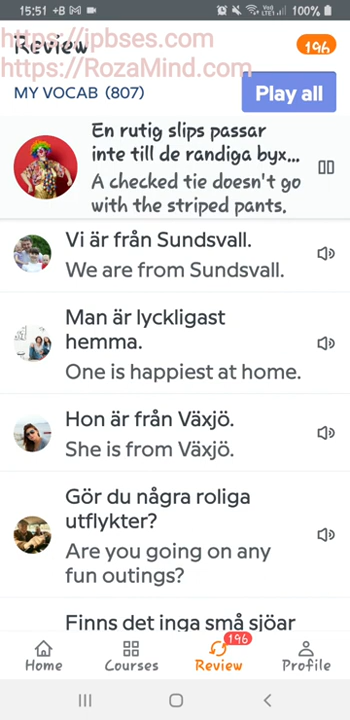 15:51 +B
100%
https://jpbses.com
Review
196
https://RozaMind.com
MY VOCAB (807)
Play all
En rutig slips passar
inte till de randiga byx...
A checked tie doesn't go
with the striped pants.
Vi är från Sundsvall.
We are from Sundsvall.
Man är lyckligast
hemma.
One is happiest at home.
Hon är från Växjö.
She is from Växjö.
Gör du några roliga
utflykter?
Are you going on any
fun outings?
Finns det inga små sjöar
196
Home
Courses
Review
Profile